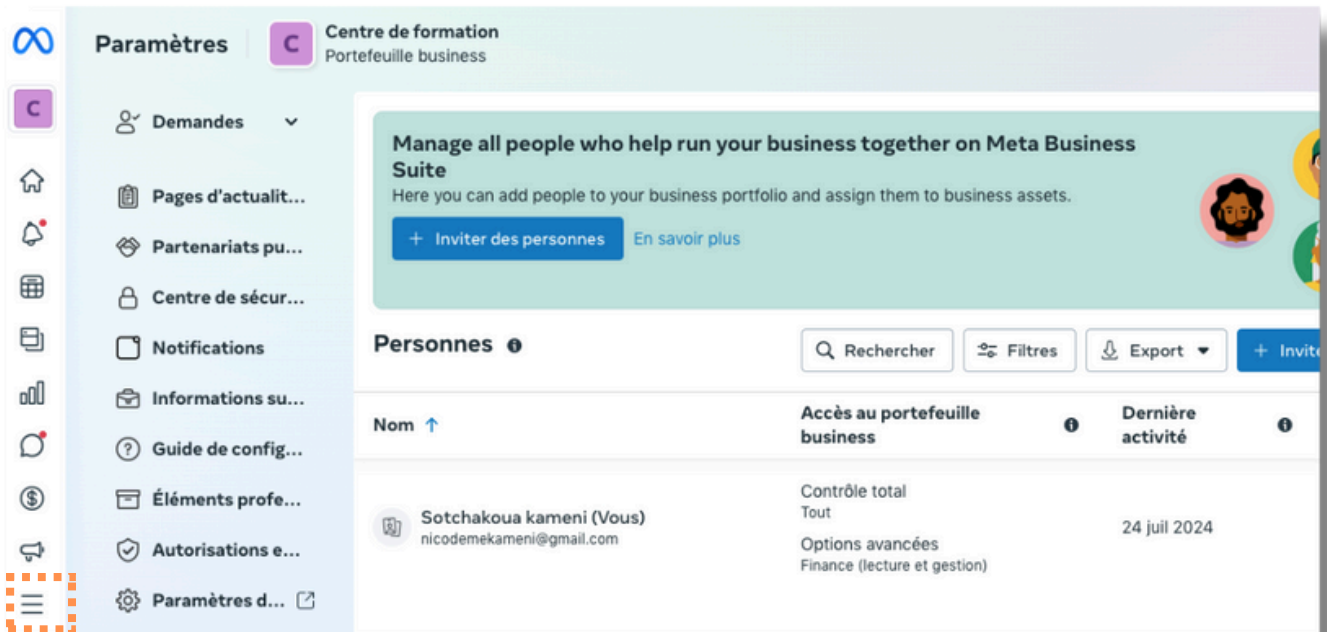 Paramètres
C
Centre de formation
Portefeuille business
C
Demandes
Pages d'actualit...
Partenariats pu...
Centre de sécur...
Notifications
Informations su...
Guide de config...
Éléments profe...
Autorisations e...
Paramètres d...
Manage all people who help run your business together on Meta Business
Suite
Here you can add people to your business portfolio and assign them to business assets.
+ Inviter des personnes
En savoir plus
Personnes
Rechercher
Filtres
Export
+ Invite
Nom ↑
Accès au portefeuille
business
Dernière
activité
Sotchakoua kameni (Vous)
nicodemekameni@gmail.com
Contrôle total
Tout
Options avancées
Finance (lecture et gestion)
24 juil 2024